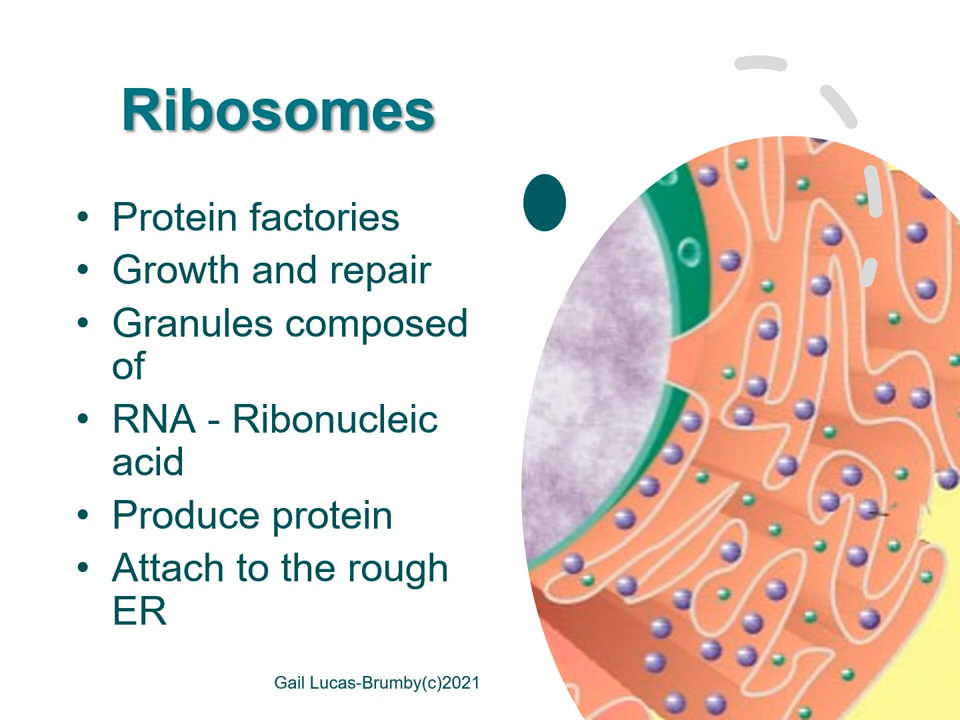 Ribosomes
• Protein factories
• Growth and repair
• Granules composed
of
• RNA - Ribonucleic
acid
• Produce protein
• Attach to the rough
ER
Gail Lucas-Brumby(c)2021